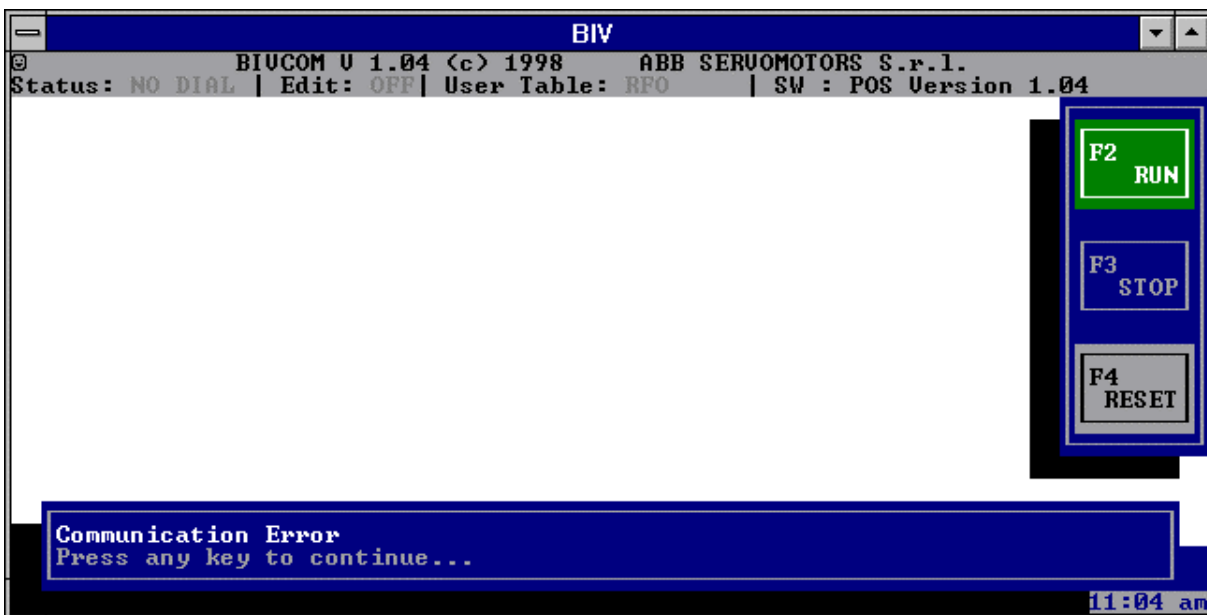 BIV
BIVCOM V 1.04 (c) 1998 ABB SERVOMOTORS S.r.l.
Status: NO DIAL | Edit: OFF| User Table: RFO | SW : POS Version 1.04
F2
RUN
F3
STOP
F4
RESET
Communication Error
Press any key to continue...
11:04 am